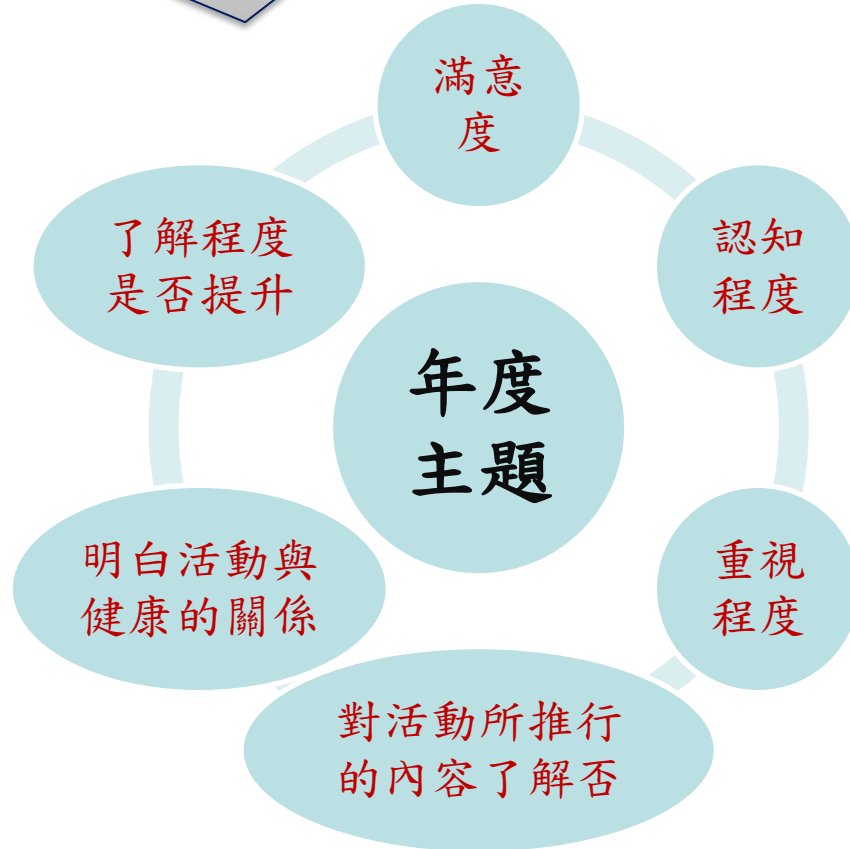 滿意
度
認知
程度
重視
程度
對活動所推行
的內容了解否
明白活動與
健康的關係
了解程度
是否提升
年度
主題